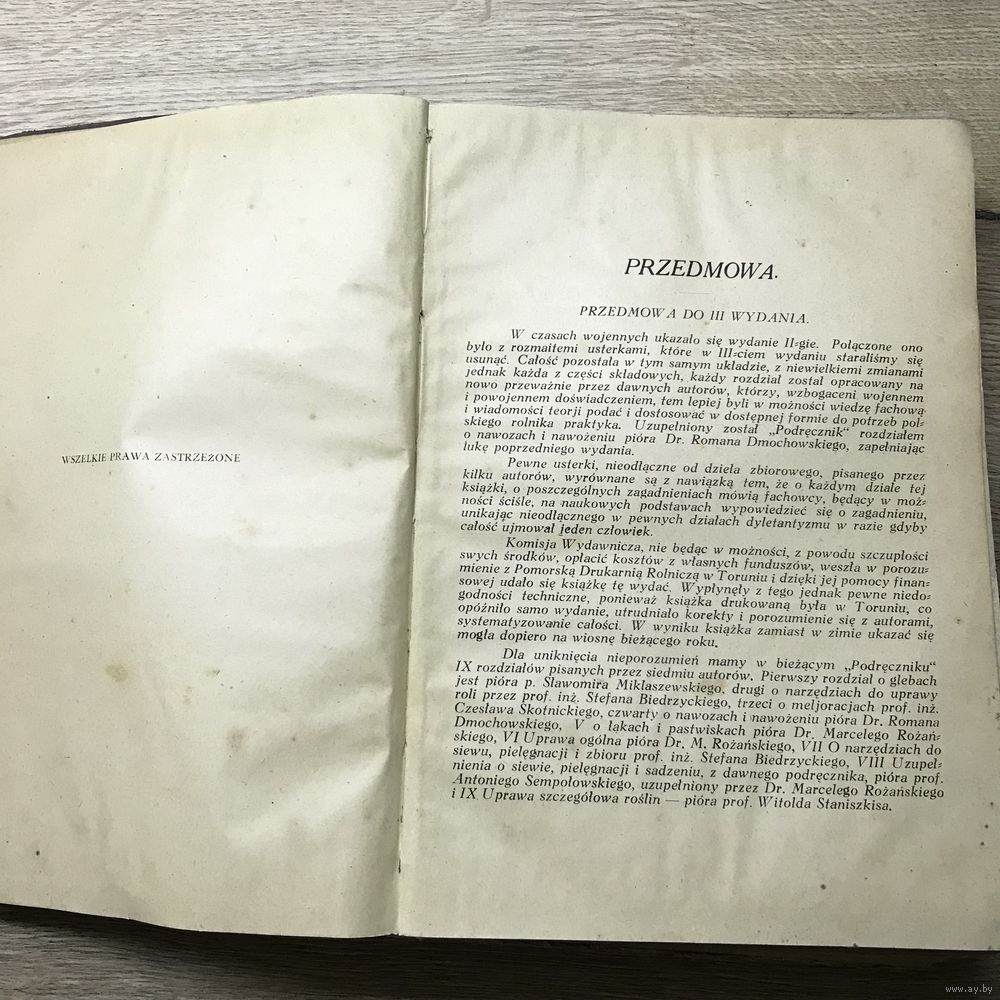 WSZELKIE PRAWA ZASTRZEŻONE
PRZEDMOWA.
PRZEDMOWA DO III WYDANIA.
W czasach wojennych ukazało się wydanie II=gie. Połączone ono
było z rozmaitemi usterkami, które w III=ciem wydaniu staraliśmy się
usunąć. Całość pozostała w tym samym układzie, z niewielkiemi zmianami
jednak każda z części składowych, każdy rozdział został opracowany na
nowo przeważnie przez dawnych autorów, którzy, wzbogaceni wojennem
i powojennem doświadczeniem, tem lepiej byli w możności wiedzę fachową
i wiadomości teorji podać i dostosować w dostępnej formie do potrzeb pol=
skiego rolnika praktyka. Uzupełniony został „Podręcznik“ rozdziałem
o nawozach i nawożeniu pióra Dr. Romana Dmochowskiego, zapełniając
lukę poprzedniego wydania.
Pewne usterki, nieodłączne od dzieła zbiorowego, pisanego przez
kilku autorów, wyrównane są z nawiązką tem, że o każdym dziale tej
książki, o poszczególnych zagadnieniach mówią fachowcy, będący w moż=
ności ściśle, na naukowych podstawach wypowiedzieć się o zagadnieniu,
unikając nieodłącznego w pewnych działach dyletantyzmu w razie gdyby
całość ujmował jeden człowiek.
Komisja Wydawnicza, nie będąc w możności, z powodu szczupłości
swych środków, opłacić kosztów z własnych funduszów, weszła w porozu=
mienie z Pomorską Drukarnią Rolniczą w Toruniu i dzięki jej pomocy finan=
sowej udało się książkę tę wydać. Wypłynęły z tego jednak pewne niedo=
godności techniczne, ponieważ książka drukowaną była w Toruniu, co
opóźniło samo wydanie, utrudniało korekty i porozumienie się z autorami,
systematyzowanie całości. W wyniku książka zamiast w zimie ukazać się
mogła dopiero na wiosnę bieżącego roku.
Dla uniknięcia nieporozumień mamy w bieżącym „Podręczniku“
IX rozdziałów pisanych przez siedmiu autorów. Pierwszy rozdział o glebach
jest pióra p. Sławomira Miklaszewskiego, drugi o narzędziach do uprawy
roli przez prof. inż. Stefana Biedrzyckiego, trzeci o meljoracjach prof. inż.
Czesława Skotnickiego, czwarty o nawozach i nawożeniu pióra Dr. Romana
Dmochowskiego, V o łąkach i pastwiskach pióra Dr. Marcelego Rożań=
skiego, VI Uprawa ogólna pióra Dr. M. Rożańskiego, VII O narzędziach do
siewu, pielęgnacji i zbioru prof. inż. Stefana Biedrzyckiego, VIII Uzupeł=
nienia o siewie, pielęgnacji i sadzeniu, z dawnego podręcznika, pióra prof.
Antoniego Sempołowskiego, uzupełniony przez Dr. Marcelego Rożańskiego
i IX Uprawa szczegółowa roślin — pióra prof. Witolda Staniszkisa.
www.ay.by